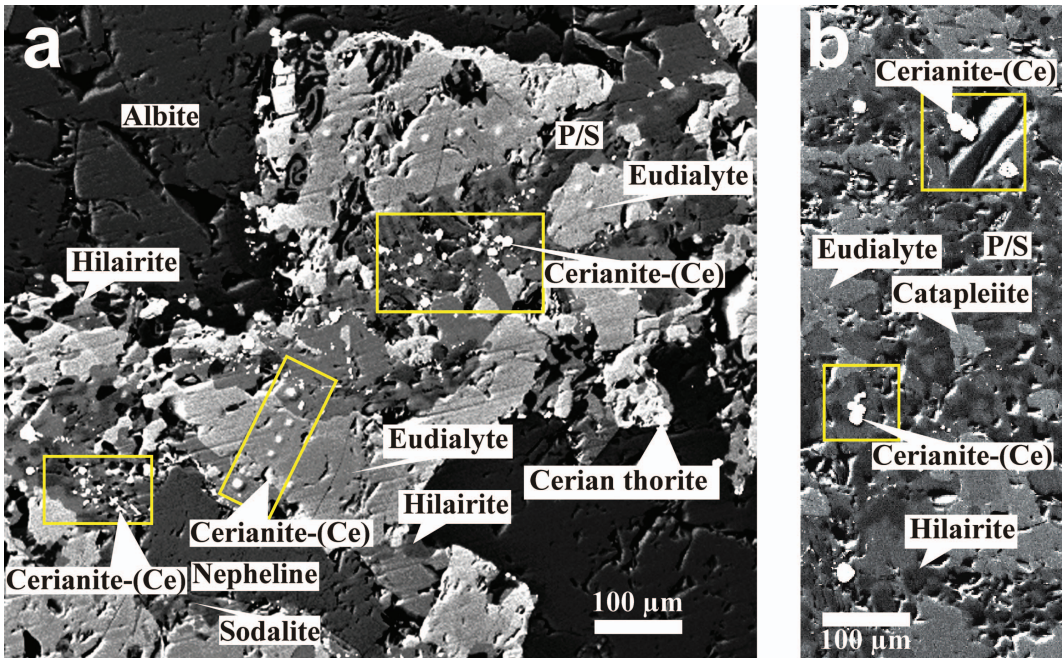 a
Albite
P/S
Eudialyte
Hilairite
Cerianite-(Ce)
Eudialyte
Cerian thorite
Hilairite
Cerianite-(Ce)
Cerianite-(Ce)
Nepheline
Sodalite
100 µm
b
Cerianite-(Ce)
P/S
Eudialyte
Catapleiite
Cerianite-(Ce)
Hilairite
100 µm